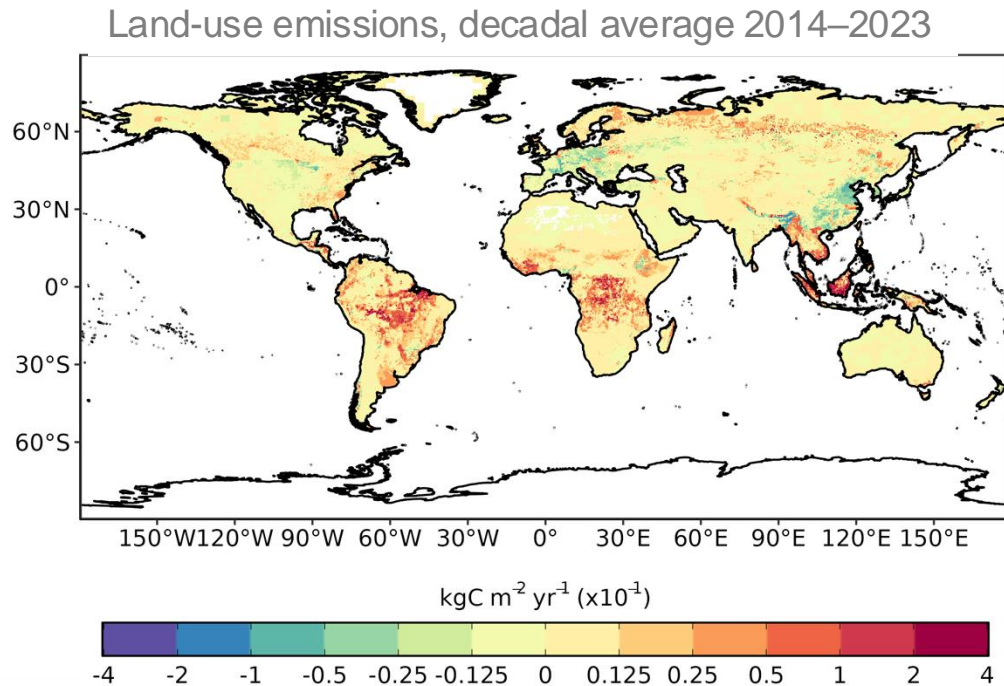 Land-use emissions, decadal average 2014–2023
60°N
30°N
0°
30°S
60°S
150°W 120°W 90°W 60°W 30°W 0° 30°E 60°E 90°E 120°E 150°E
kgC m⁻² yr⁻¹ (x10⁻¹)
-4 -2 -1 -0.5 -0.25 -0.125 0 0.125 0.25 0.5 1 2 4